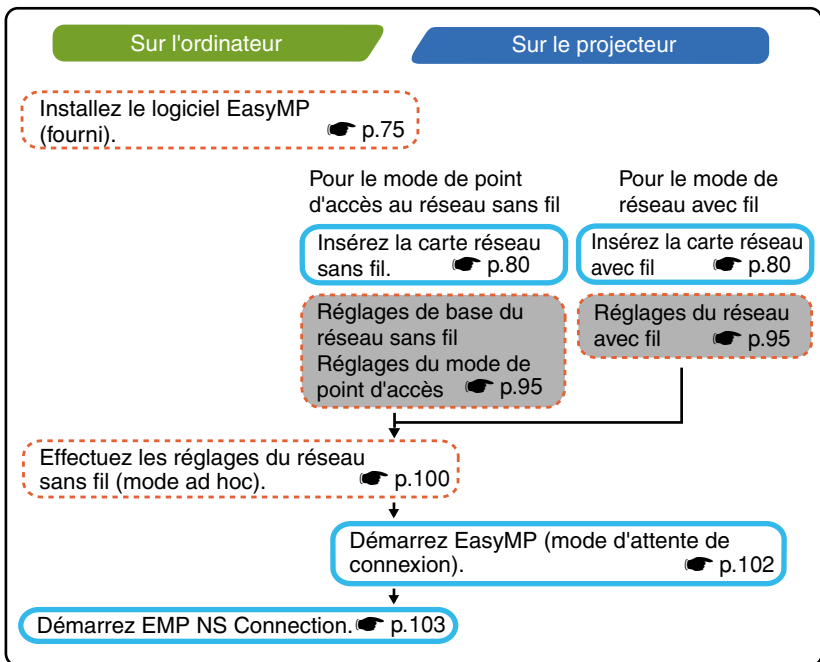 Sur l'ordinateur
Sur le projecteur
Installez le logiciel EasyMP
(fourni). ☛ p.75
Pour le mode de point
d'accès au réseau sans fil
Insérez la carte réseau
sans fil. ☛ p.80
Réglages de base du
réseau sans fil
Réglages du mode de
point d'accès ☛ p.95
Pour le mode de
réseau avec fil
Insérez la carte réseau
avec fil ☛ p.80
Réglages du réseau
avec fil ☛ p.95
Effectuez les réglages du réseau
sans fil (mode ad hoc). ☛ p.100
Démarrez EasyMP (mode d'attente de
connexion). ☛ p.102
Démarrez EMP NS Connection. ☛ p.103